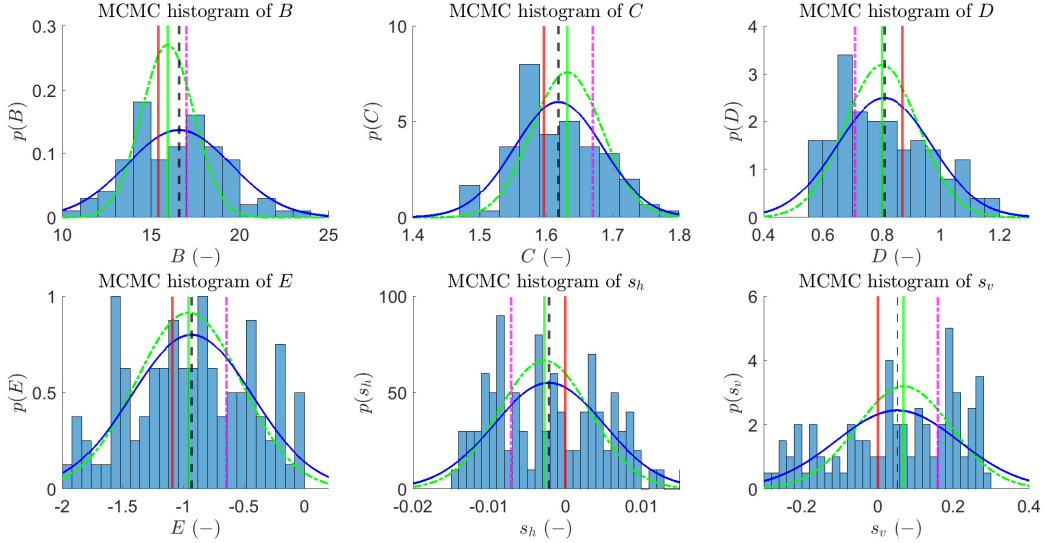 MCMC histogram of B
MCMC histogram of C
MCMC histogram of D
p(B)
0.3
0.2
0.1
0
10
15
20
25
B (−)
p(C)
10
5
0
1.4
1.5
1.6
1.7
1.8
C (−)
p(D)
6
4
2
0
0.4
0.6
0.8
1
1.2
D (−)
MCMC histogram of E
MCMC histogram of s_h
MCMC histogram of s_v
p(E)
1
0.5
0
-2
-1.5
-1
-0.5
0
E (−)
p(s_h)
100
50
0
-0.02
-0.01
0
0.01
s_h (−)
p(s_v)
6
4
2
0
-0.2
0
0.2
0.4
s_v (−)